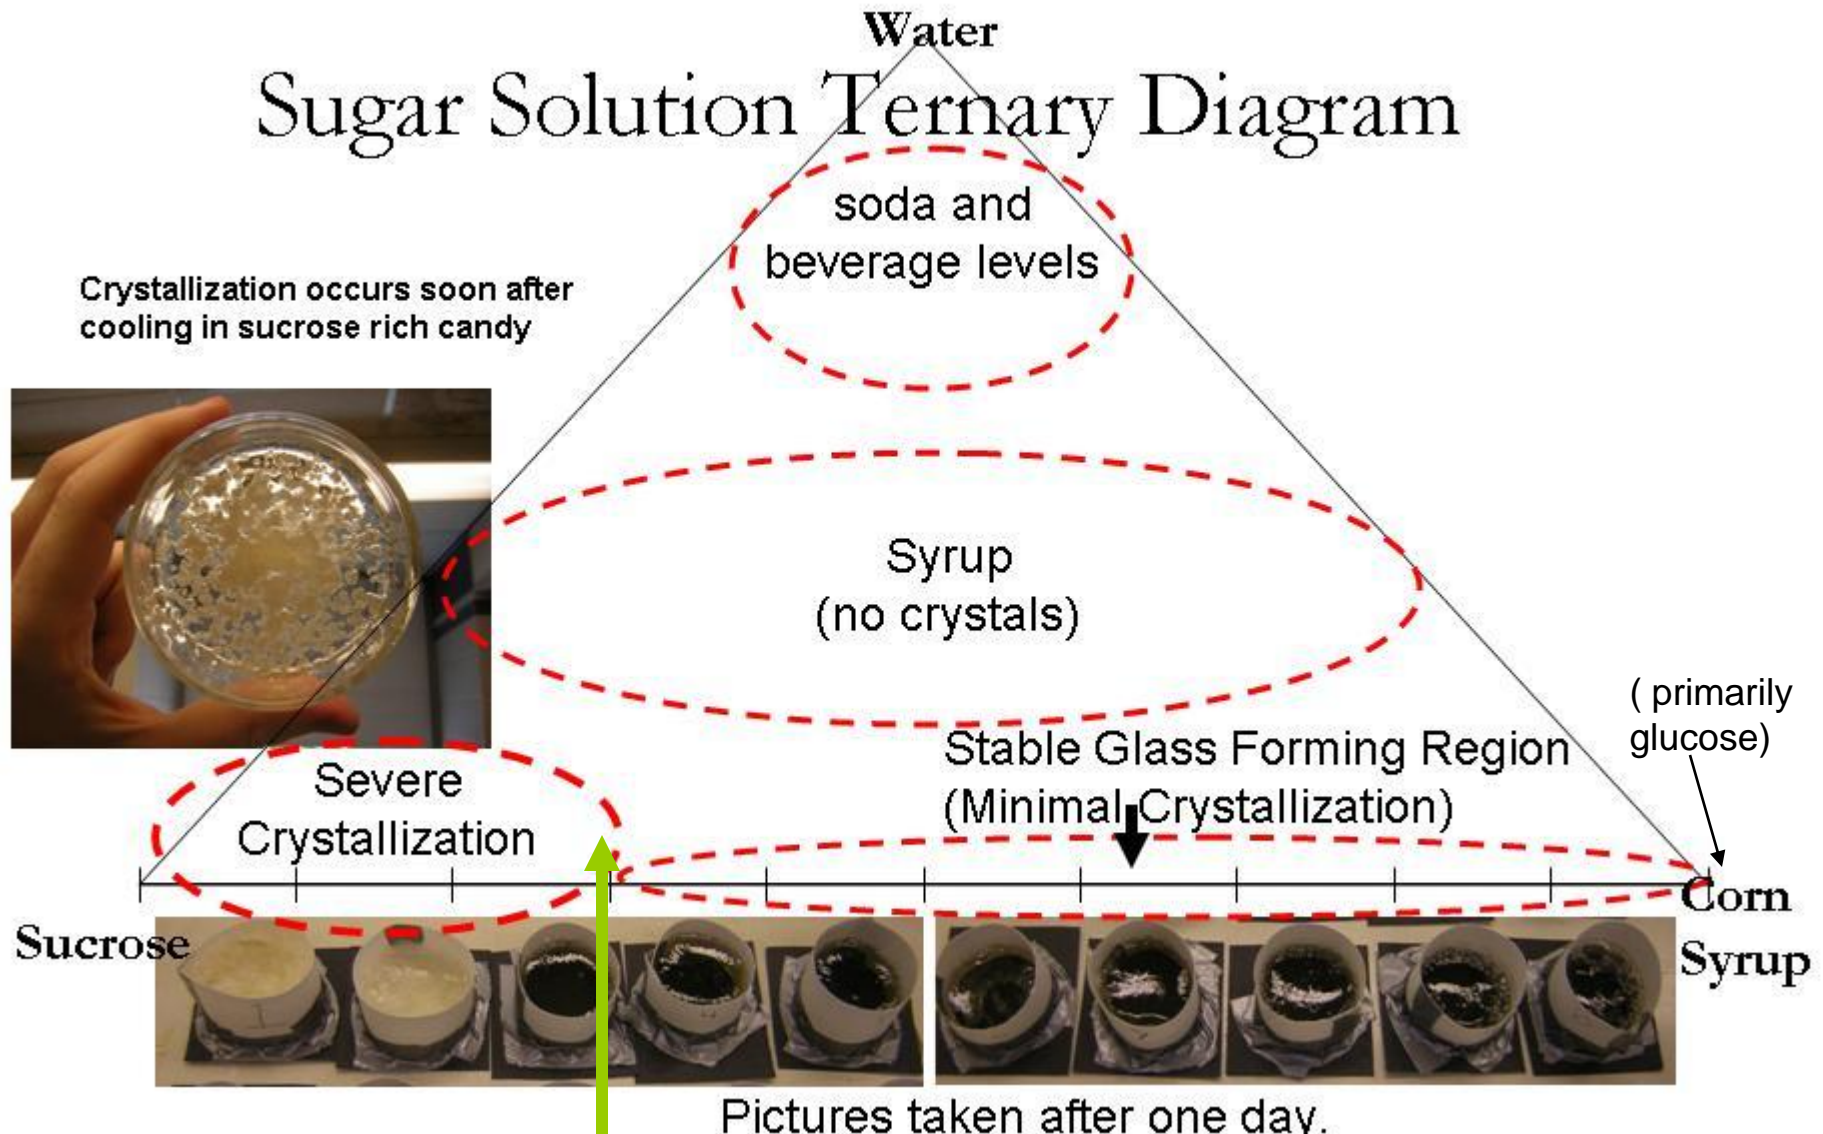 Water
Sugar Solution Ternary Diagram
soda and
beverage levels
Crystallization occurs soon after
cooling in sucrose rich candy
Syrup
(no crystals)
( primarily
glucose)
Stable Glass Forming Region
(Minimal Crystallization)
Severe
Crystallization
Sucrose
Corn
Syrup
Pictures taken after one day.